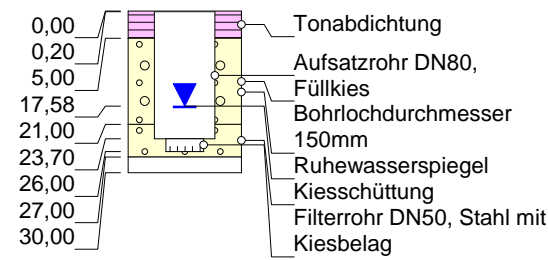 0,00
0,20
5,00
17,58
21,00
23,70
26,00
27,00
30,00
Tonabdichtung
Aufsatzrohr DN80,
Füllkies
Bohrlochdurchmesser
150mm
Ruhewasserspiegel
Kiesschüttung
Filterrohr DN50, Stahl mit
Kiesbelag